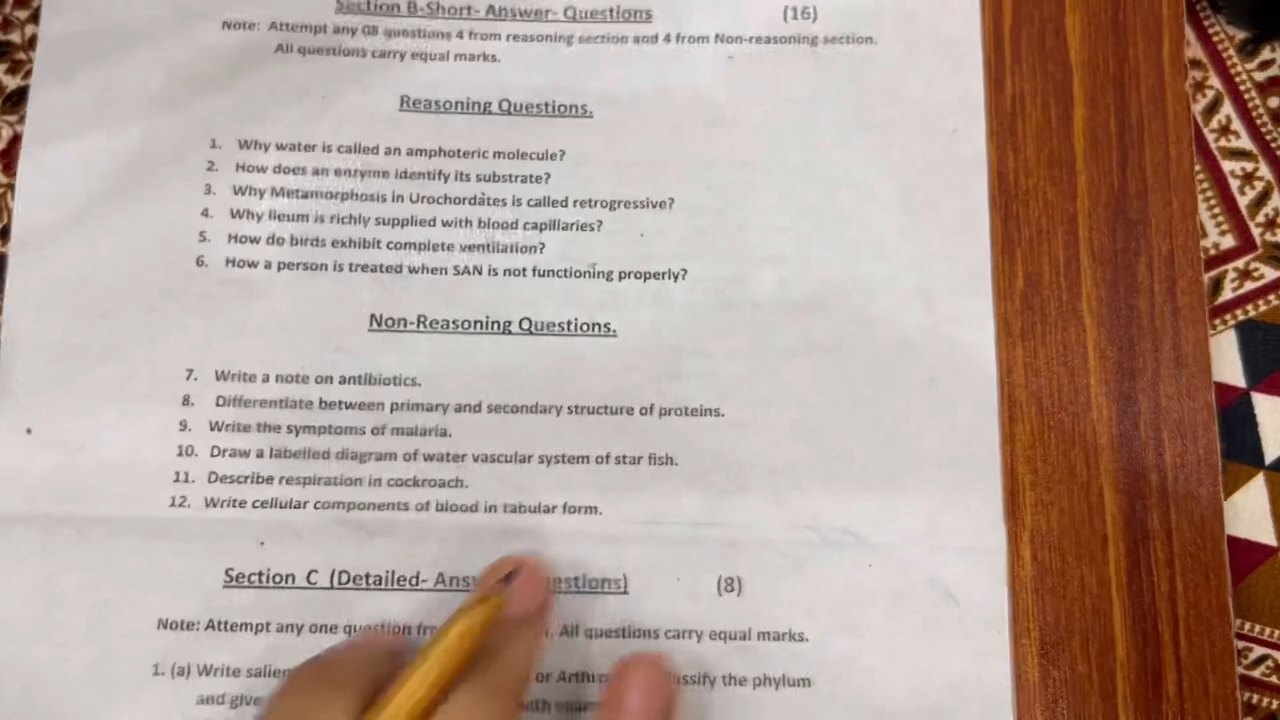 Section B-Short- Answer- Questions (16)
Note: Attempt any 08 questions 4 from reasoning section and 4 from Non-reasoning section.
All questions carry equal marks.
Reasoning Questions.
1. Why water is called an amphoteric molecule?
2. How does an enzyme identify its substrate?
3. Why Metamorphosis in Urochordates is called retrogressive?
4. Why Ileum is richly supplied with blood capillaries?
5. How do birds exhibit complete ventilation?
6. How a person is treated when SAN is not functioning properly?
Non-Reasoning Questions.
7. Write a note on antibiotics.
8. Differentiate between primary and secondary structure of proteins.
9. Write the symptoms of malaria.
10. Draw a labelled diagram of water vascular system of star fish.
11. Describe respiration in cockroach.
12. Write cellular components of blood in tabular form.
Section C (Detailed- (8)
Note: Attempt any one question All questions carry equal marks.
1. (a) Write or the phylum
and give